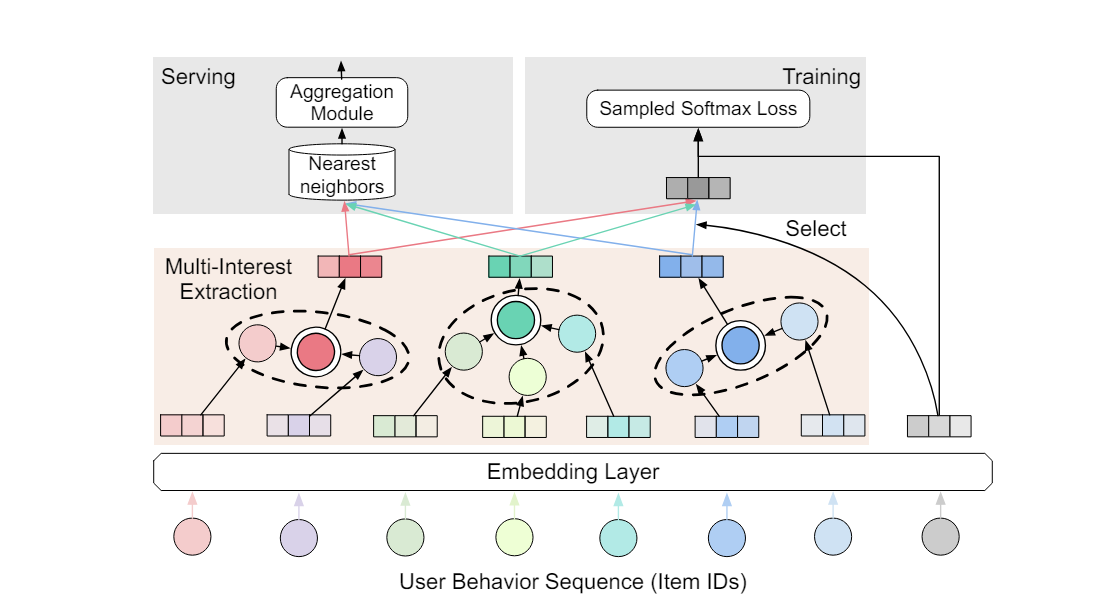 Serving
Training
Aggregation
Module
Sampled Softmax Loss
Nearest
neighbors
Select
Multi-Interest
Extraction
Embedding Layer
User Behavior Sequence (Item IDs)